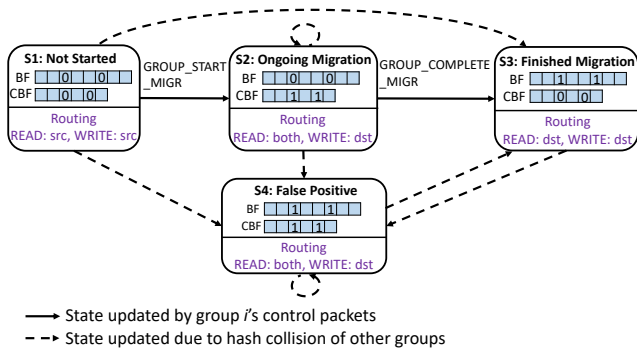 S1: Not Started
BF 0 0
CBF 0 0
Routing
READ: src, WRITE: src
GROUP_START
_MIGR
S2: Ongoing Migration
BF 0 0
CBF 1 1
Routing
READ: both, WRITE: dst
GROUP_COMPLETE
_MIGR
S3: Finished Migration
BF 1 1
CBF 0 0
Routing
READ: dst, WRITE: dst
S4: False Positive
BF 1 1
CBF 1 1
Routing
READ: both, WRITE: dst
State updated by group i's control packets
State updated due to hash collision of other groups